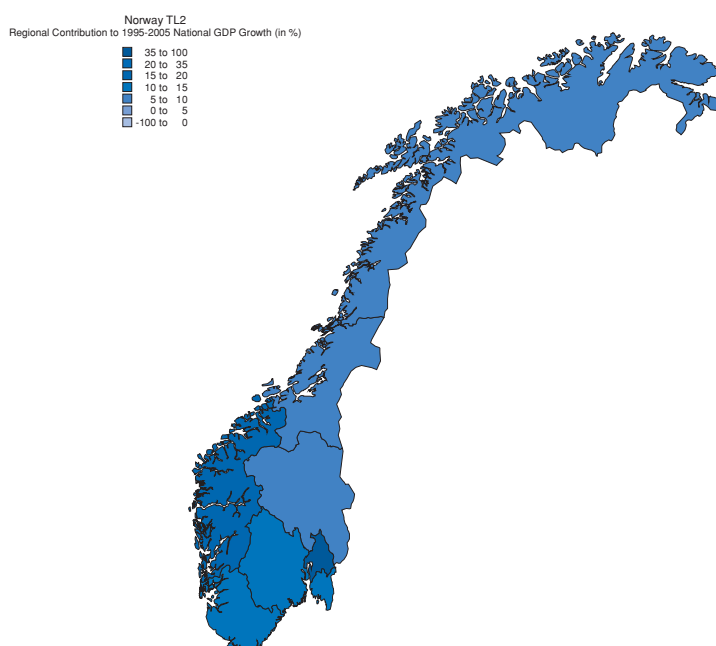 Norway TL2
Regional Contribution to 1995-2005 National GDP Growth (in %)
35 to 100
20 to 35
15 to 20
10 to 15
5 to 10
0 to 5
-100 to 0